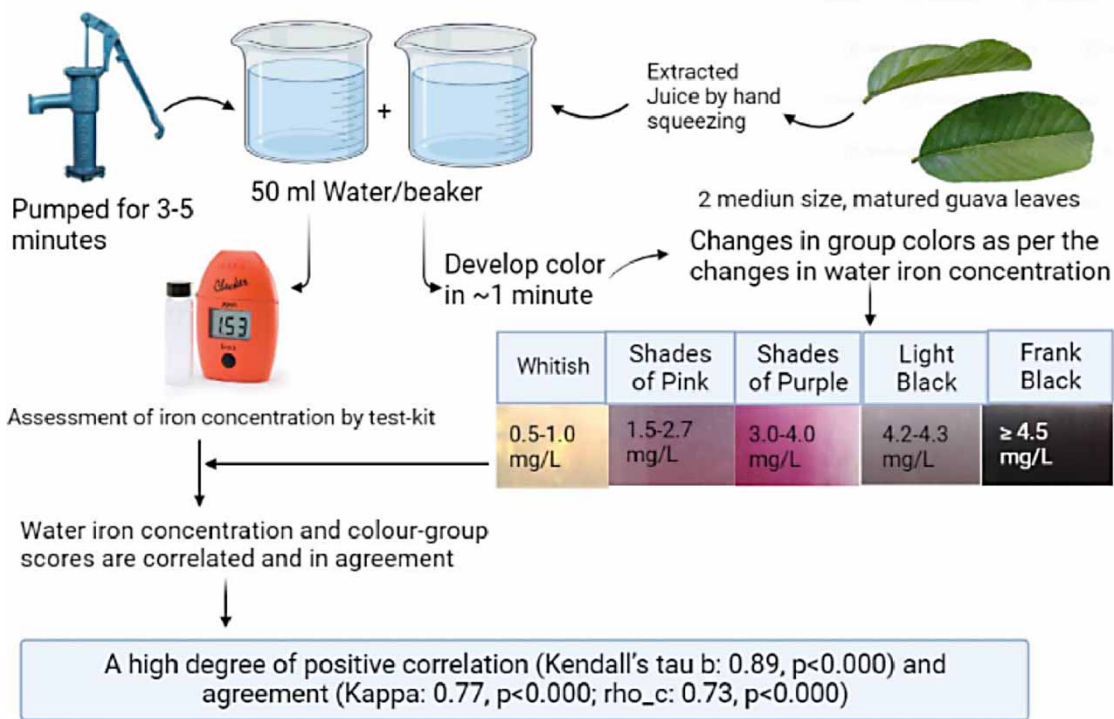 Extracted
Juice by hand
squeezing
+
50 ml Water/beaker
Pumped for 3-5
minutes
2 mediun size, matured guava leaves
Develop color
in ~1 minute
Changes in group colors as per the
changes in water iron concentration
Checker
1.53
Assessment of iron concentration by test-kit
Whitish
Shades
of Pink
Shades
of Purple
Light
Black
Frank
Black
0.5-1.0
mg/L
1.5-2.7
mg/L
3.0-4.0
mg/L
4.2-4.3
mg/L
≥ 4.5
mg/L
Water iron concentration and colour-group
scores are correlated and in agreement
A high degree of positive correlation (Kendall's tau b: 0.89, p<0.000) and
agreement (Kappa: 0.77, p<0.000; rho_c: 0.73, p<0.000)